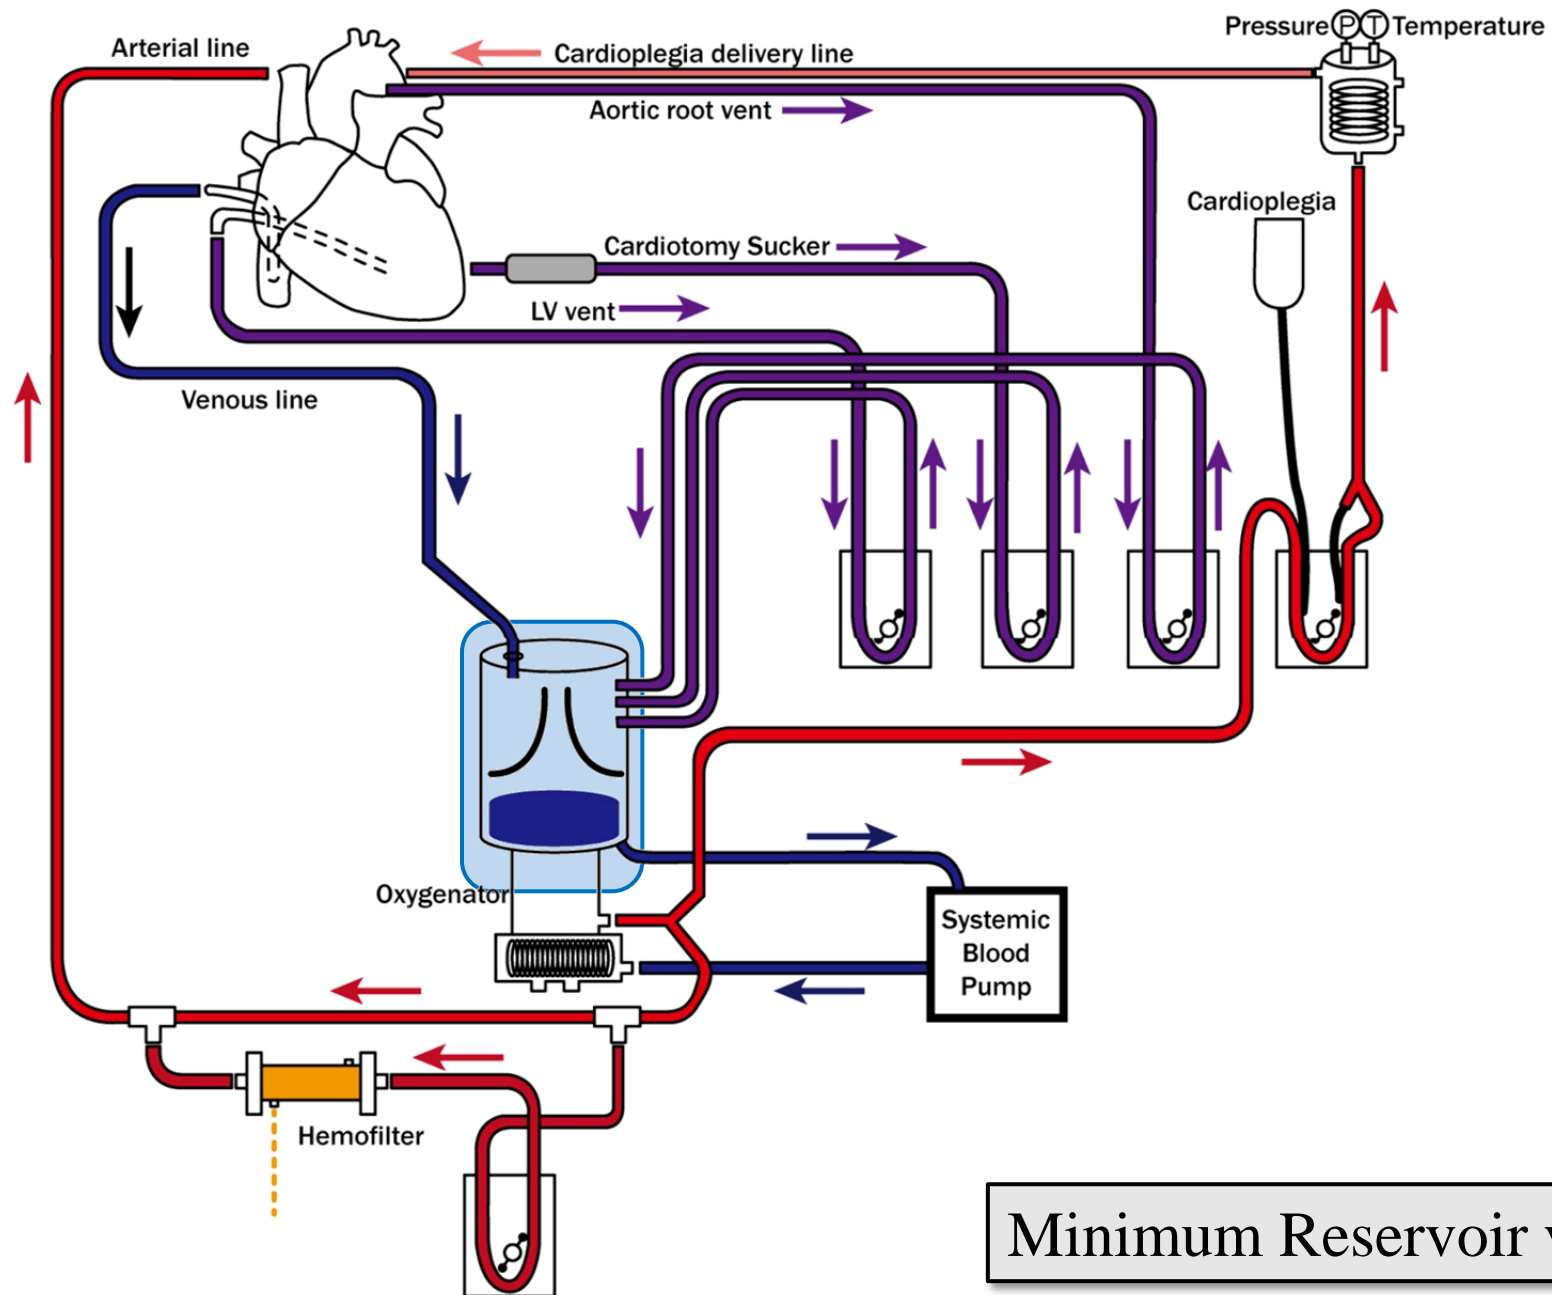 Pressure P T Temperature
Arterial line
Cardioplegia delivery line
Aortic root vent
Cardioplegia
Cardiotomy Sucker
LV vent
Venous line
Oxygenator
Systemic
Blood
Pump
Hemofilter
Minimum Reservoir